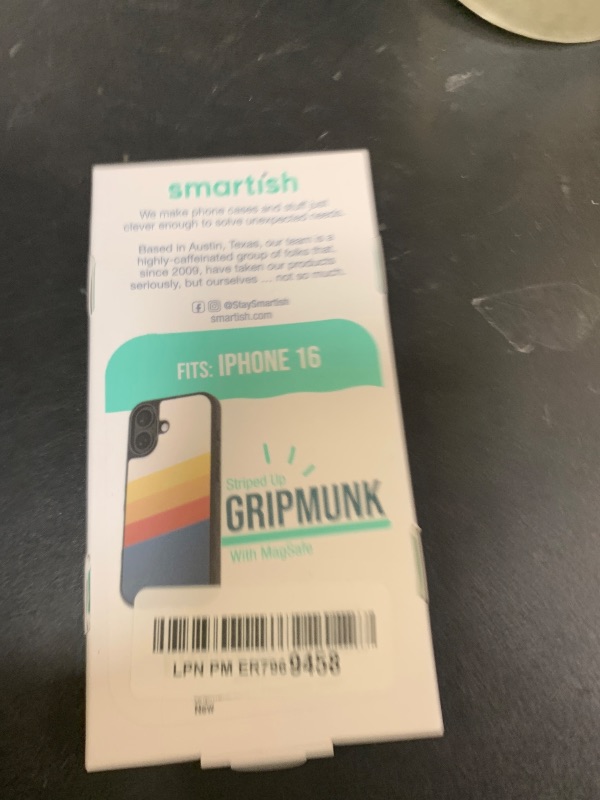 smartish
We make phone cases and stuff just
clever enough to solve unexpected needs.
Based in Austin, Texas, our team is a
highly-caffeinated group of folks that,
since 2009, have taken our products
seriously, but ourselves ... not so much.
@StaySmartish
smartish.com
FITS: IPHONE 16
Striped Up
GRIPMUNK
With MagSafe
LPN PM ER7989458
New